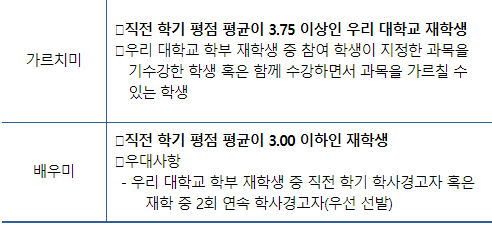 가르치미
□직전 학기 평점 평균이 3.75 이상인 우리 대학교 재학생
□우리 대학교 학부 재학생 중 참여 학생이 지정한 과목을
기수강한 학생 혹은 함께 수강하면서 과목을 가르칠 수
있는 학생
배우미
□직전 학기 평점 평균이 3.00 이하인 재학생
□우대사항
- 우리 대학교 학부 재학생 중 직전 학기 학사경고자 혹은
재학 중 2회 연속 학사경고자(우선 선발)